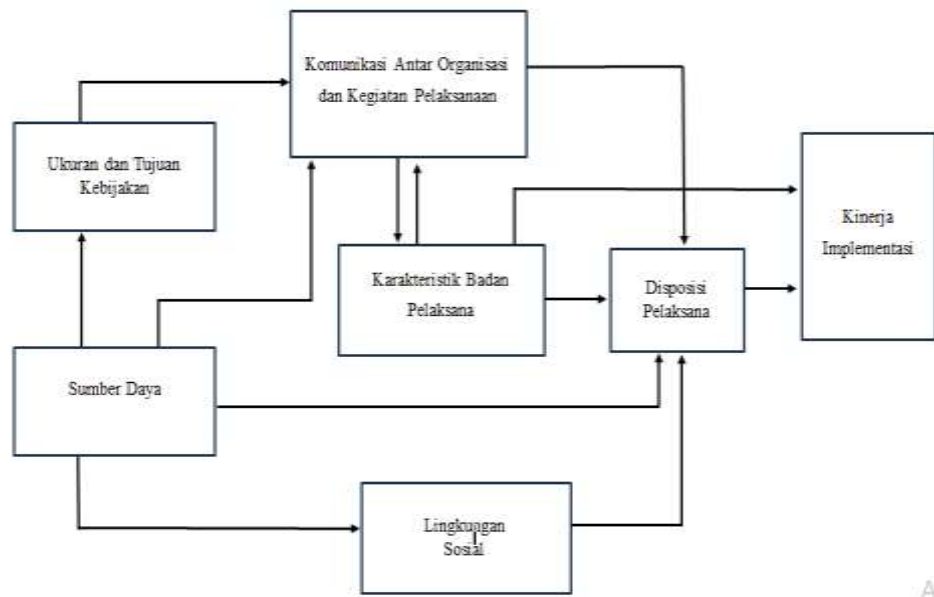 Komunikasi Antar Organisasi
dan Kegiatan Pelaksanaan
Ukuran dan Tujuan
Kebijakan
Kinerja
Implementasi
Karakteristik Badan
Pelaksana
Disposisi
Pelaksana
Sumber Daya
Lingkungan
Sosial
A